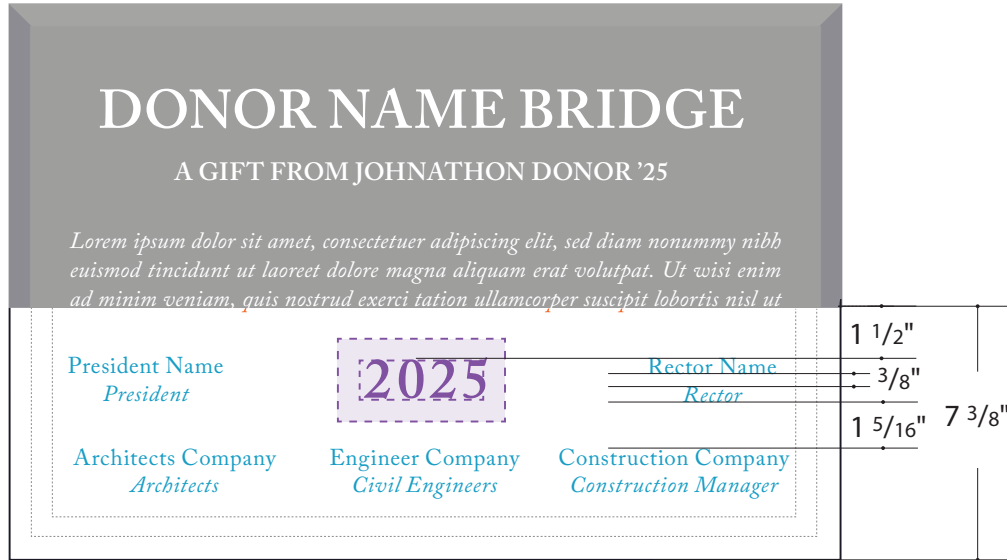 DONOR NAME BRIDGE
A GIFT FROM JOHNATHON DONOR ’25
Lorem ipsum dolor sit amet, consectetuer adipiscing elit, sed diam nonummy nibh
euismod tincidunt ut laoreet dolore magna aliquam erat volutpat. Ut wisi enim
ad minim veniam, quis nostrud exerci tation ullamcorper suscipit lobortis nisl ut
1 1/2"
President Name 2025 Rector Name
President Rector
3/8"
1 5/16" 7 3/8"
Architects Company Engineer Company Construction Company
Architects Civil Engineers Construction Manager